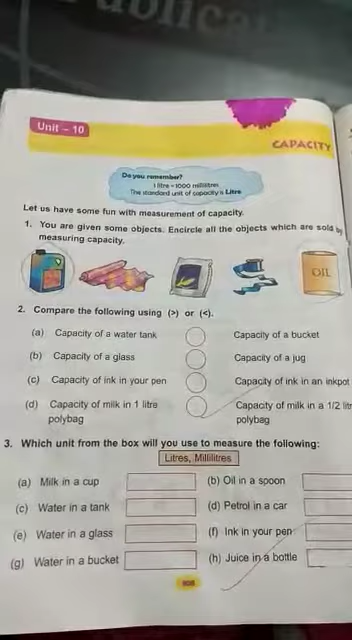 Unit – 10
CAPACITY
Do you remember?
1 litre = 1000 millilitres
The standard unit of capacity is Litre
Let us have some fun with measurement of capacity.
1. You are given some objects. Encircle all the objects which are sold by
measuring capacity.
OIL
2. Compare the following using (>) or (<).
(a) Capacity of a water tank Capacity of a bucket
(b) Capacity of a glass Capacity of a jug
(c) Capacity of ink in your pen Capacity of ink in an inkpot
(d) Capacity of milk in 1 litre Capacity of milk in a 1/2
polybag polybag
3. Which unit from the box will you use to measure the following:
Litres, Millilitres
(a) Milk in a cup (b) Oil in a spoon
(c) Water in a tank (d) Petrol in a car
(e) Water in a glass (f) Ink in your pen
(g) Water in a bucket (h) Juice in a bottle